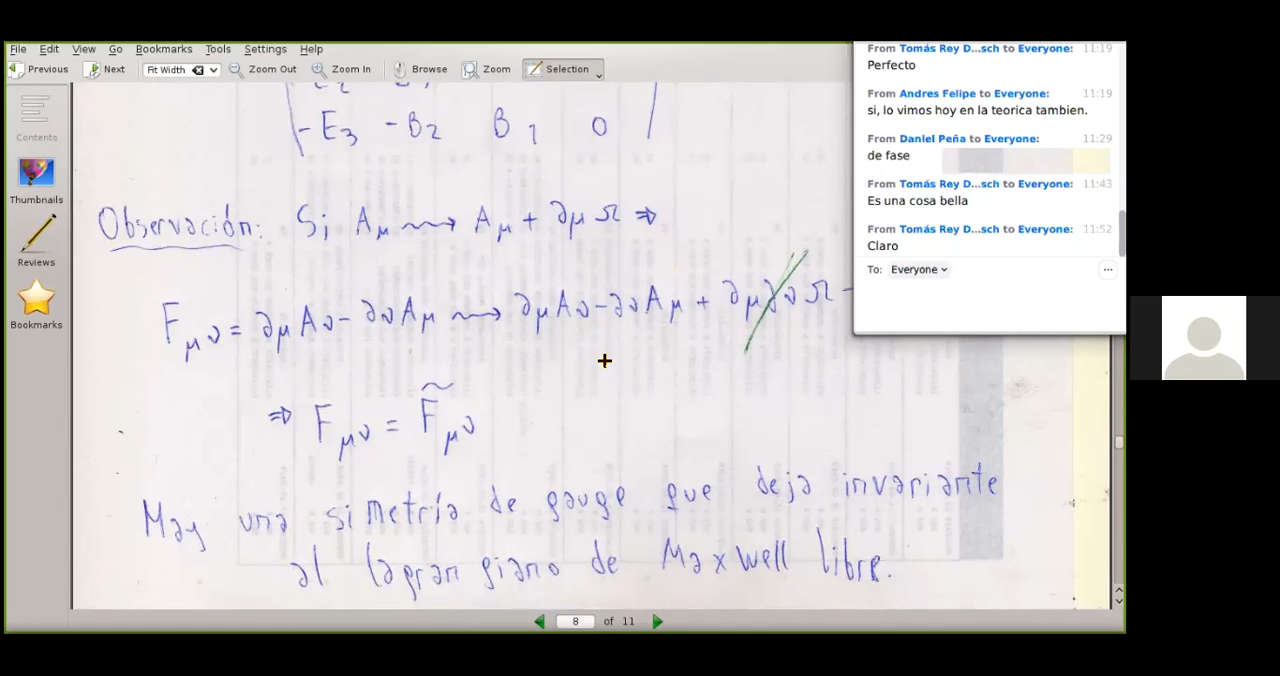 File Edit View Go Bookmarks Tools Settings Help
Previous Next Fit Width Zoom Out Zoom In Browse Zoom Selection
Contents
Thumbnails
Reviews
Bookmarks
-E₃ -B₂ B₁ 0
Observación: Si Aμ ⇝ Aμ + ∂μ Ω ⇒
Fμν = ∂μAν - ∂νAμ ⇝ ∂μAν - ∂νAμ + ∂μ∂νΩ -
⇒ Fμν = F̃μν
Hay una simetría de gauge que deja invariante
al lagrangiano de Maxwell libre.
8 of 11
From Tomás Rey D...sch to Everyone: 11:19
Perfecto
From Andres Felipe to Everyone: 11:19
si, lo vimos hoy en la teorica tambien.
From Daniel Peña to Everyone: 11:29
de fase
From Tomás Rey D...sch to Everyone: 11:43
Es una cosa bella
From Tomás Rey D...sch to Everyone: 11:52
Claro
To: Everyone